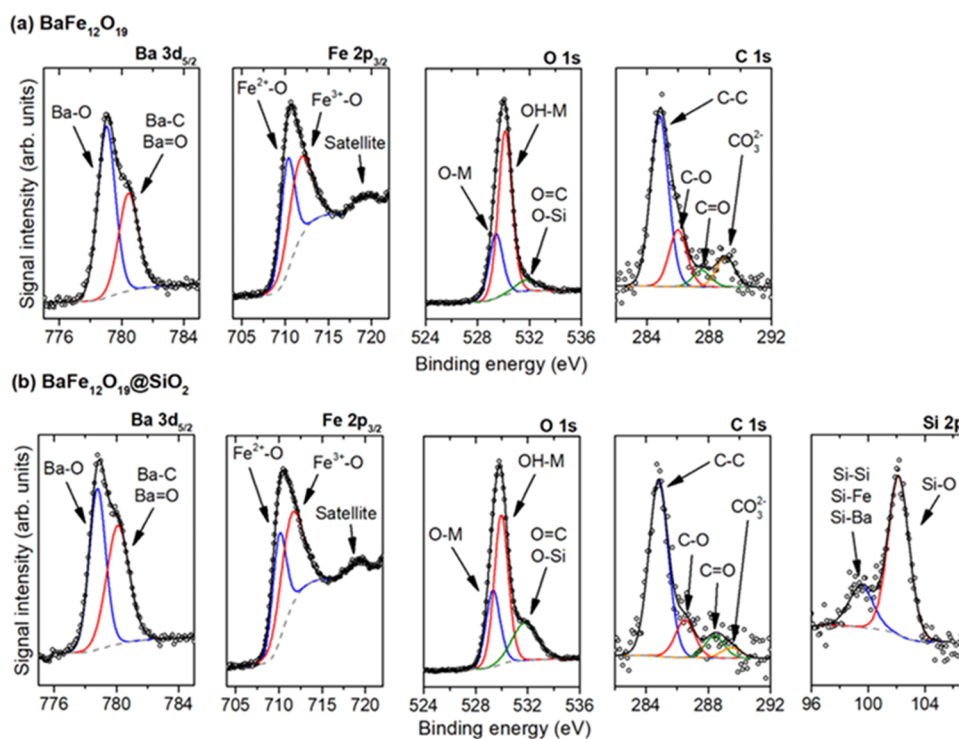 (a) BaFe₁₂O₁₉
Ba 3d₅/₂
Fe 2p₃/₂
O 1s
C 1s
Signal intensity (arb. units)
Ba-O
Ba-C
Ba=O
Fe²⁺-O
Fe³⁺-O
Satellite
O-M
OH-M
O=C
O-Si
C-C
C-O
C=O
CO₃²⁻
776 780 784
705 710 715 720
524 528 532 536
284 288 292
Binding energy (eV)
(b) BaFe₁₂O₁₉@SiO₂
Ba 3d₅/₂
Fe 2p₃/₂
O 1s
C 1s
Si 2p
Signal intensity (arb. units)
Ba-O
Ba-C
Ba=O
Fe²⁺-O
Fe³⁺-O
Satellite
O-M
OH-M
O=C
O-Si
C-C
C-O
C=O
CO₃²⁻
Si-Si
Si-Fe
Si-Ba
Si-O
776 780 784
705 710 715 720
524 528 532 536
284 288 292
96 100 104
Binding energy (eV)